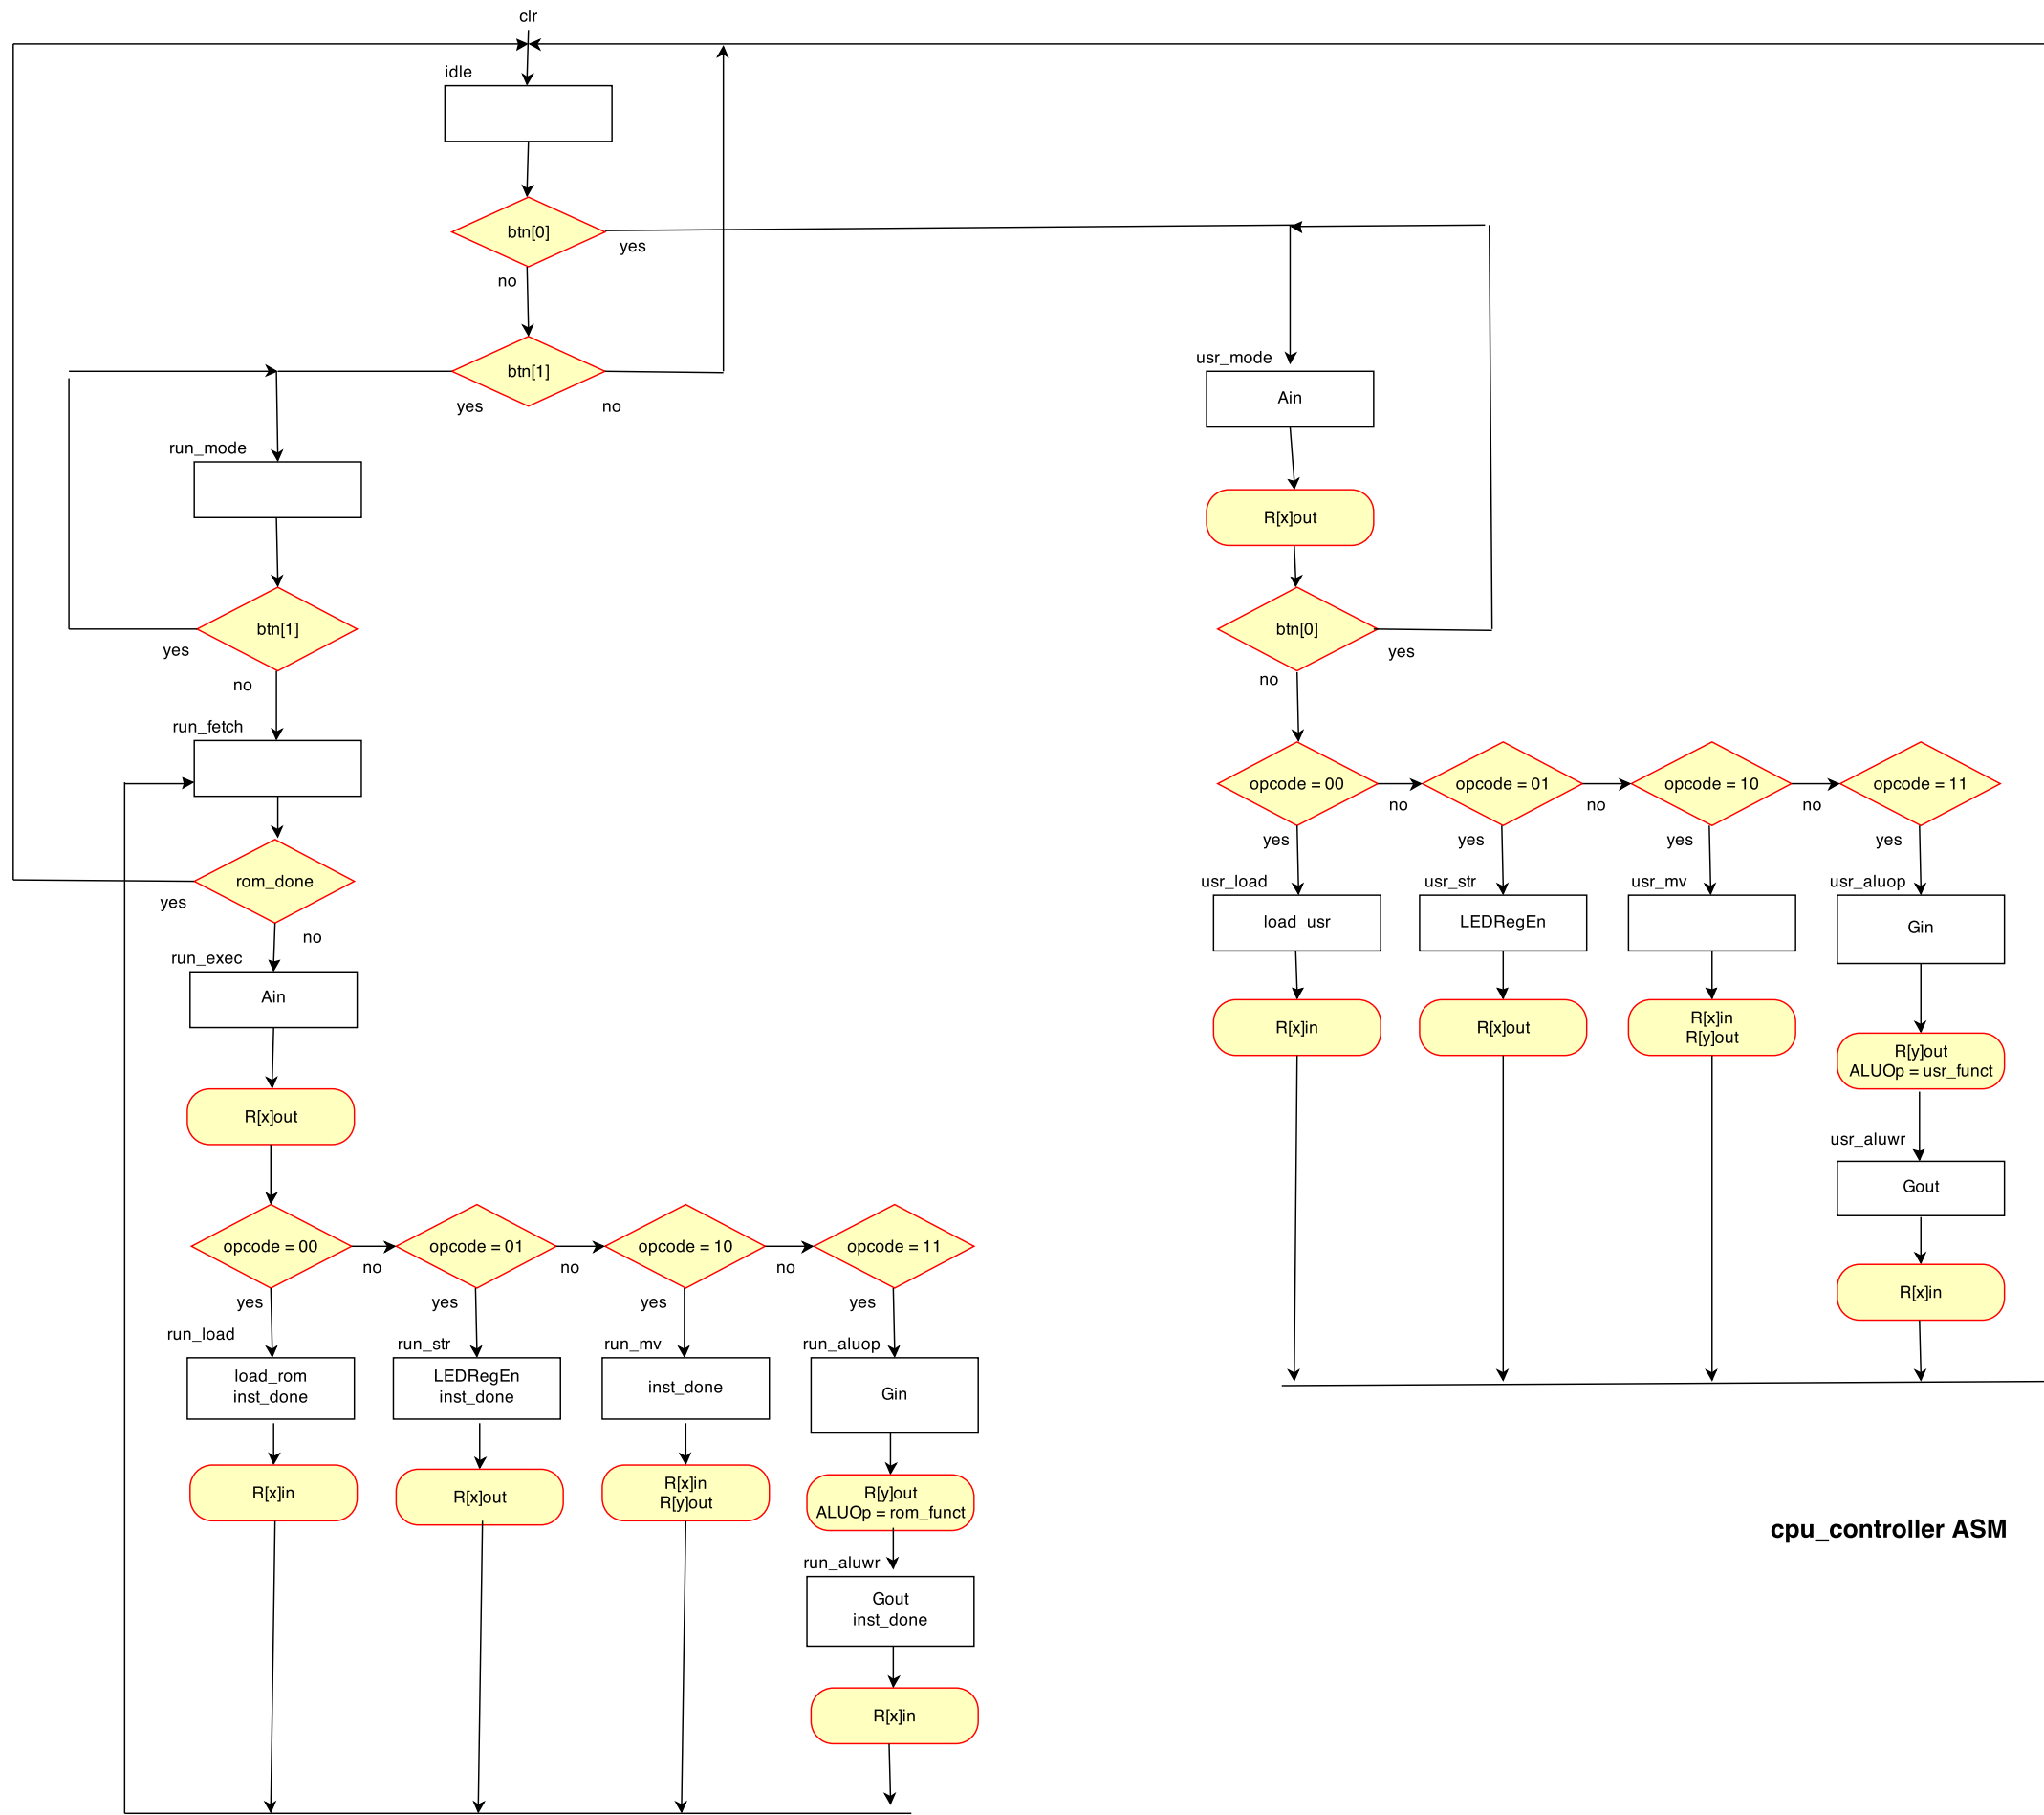 clr
idle
btn[0]
yes
no
btn[1]
yes
no
run_mode
btn[1]
yes
no
run_fetch
rom_done
yes
no
run_exec
Ain
R[x]out
opcode = 00
no
opcode = 01
no
opcode = 10
no
opcode = 11
yes
yes
yes
yes
run_load
load_rom
inst_done
R[x]in
run_str
LEDRegEn
inst_done
R[x]out
run_mv
inst_done
R[x]in
R[y]out
run_aluop
Gin
R[y]out
ALUOp = rom_funct
run_aluwr
Gout
inst_done
R[x]in
usr_mode
Ain
R[x]out
btn[0]
yes
no
opcode = 00
no
opcode = 01
no
opcode = 10
no
opcode = 11
yes
yes
yes
yes
usr_load
load_usr
R[x]in
usr_str
LEDRegEn
R[x]out
usr_mv
R[x]in
R[y]out
usr_aluop
Gin
R[y]out
ALUOp = usr_funct
usr_aluwr
Gout
R[x]in
cpu_controller ASM